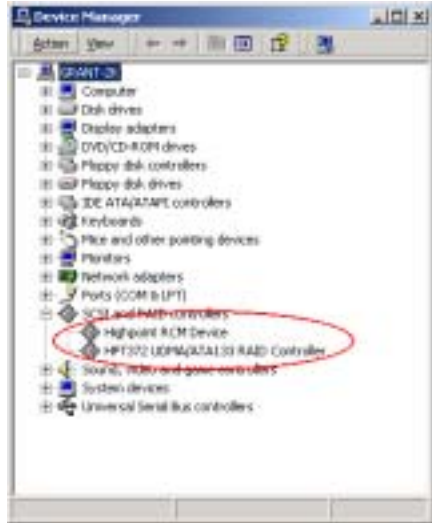 Device Manager
Action View
GRANT-2K
Computer
Disk drives
Display adapters
DVD/CD-ROM drives
Floppy disk controllers
Floppy disk drives
IDE ATA/ATAPI controllers
Keyboards
Mice and other pointing devices
Monitors
Network adapters
Ports (COM & LPT)
SCSI and RAID controllers
Highpoint RCM Device
HPT372 UDMA/ATA133 RAID Controller
Sound, video and game controllers
System devices
Universal Serial Bus controllers